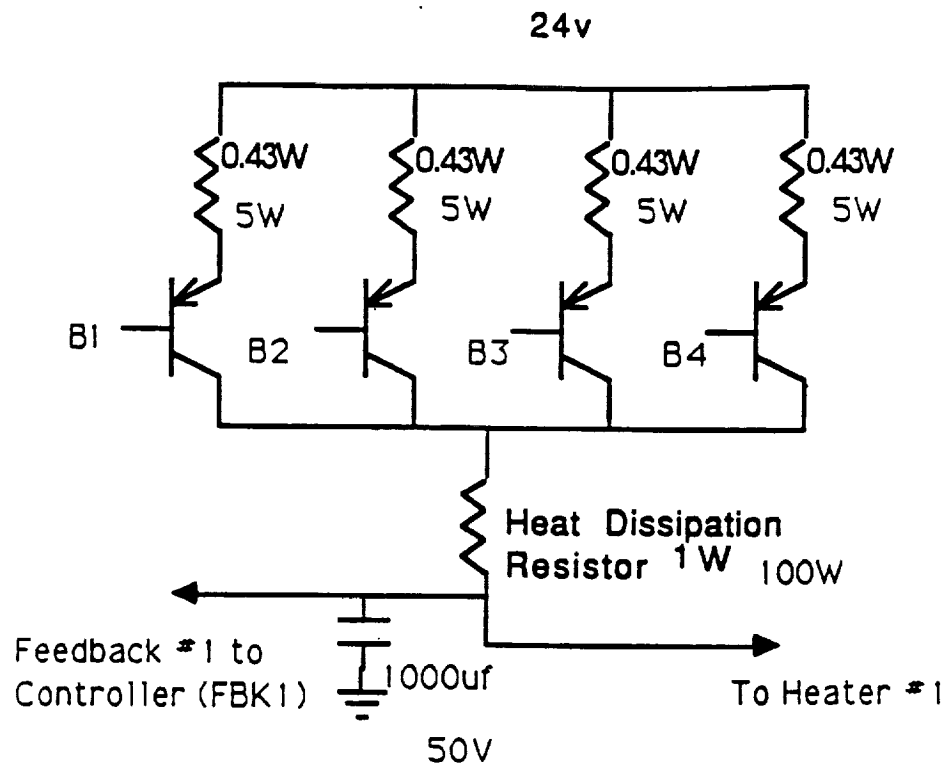 24v
0.43W
0.43W
0.43W
0.43W
5W
5W
5W
5W
B1
B2
B3
B4
Heat Dissipation
Resistor 1W 100W
Feedback #1 to
Controller (FBK1)
1000uf
To Heater #1
50V